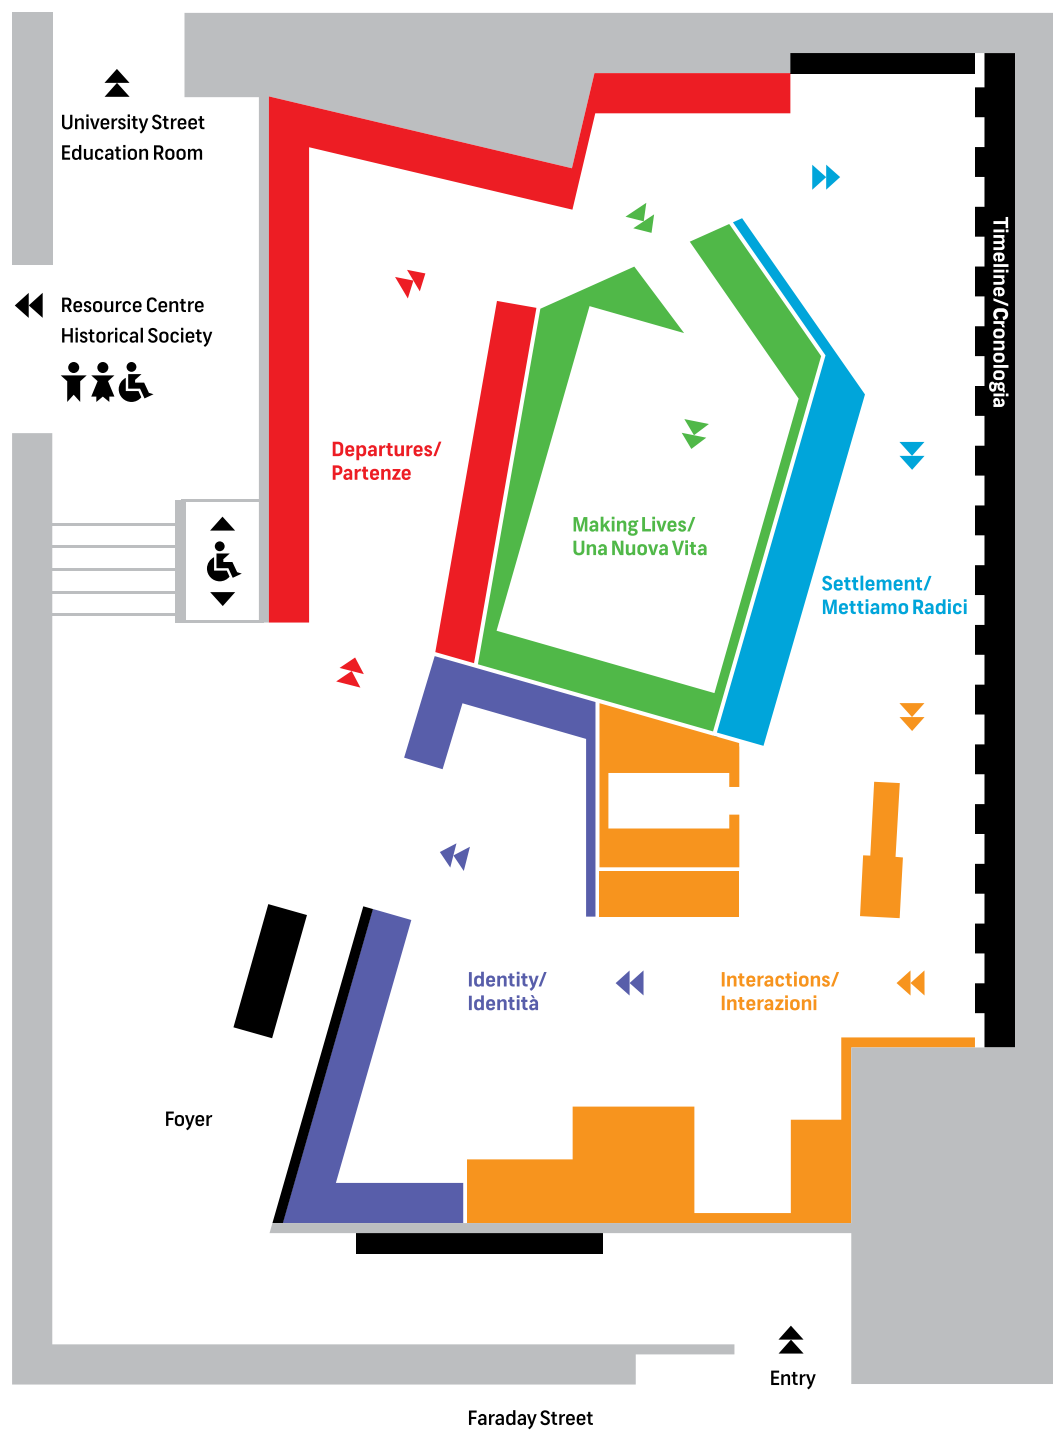 University Street
Education Room
Resource Centre
Historical Society
Timeline/Cronologia
Departures/
Partenze
Making Lives/
Una Nuova Vita
Settlement/
Mettiamo Radici
Identity/
Identità
Interactions/
Interazioni
Foyer
Entry
Faraday Street